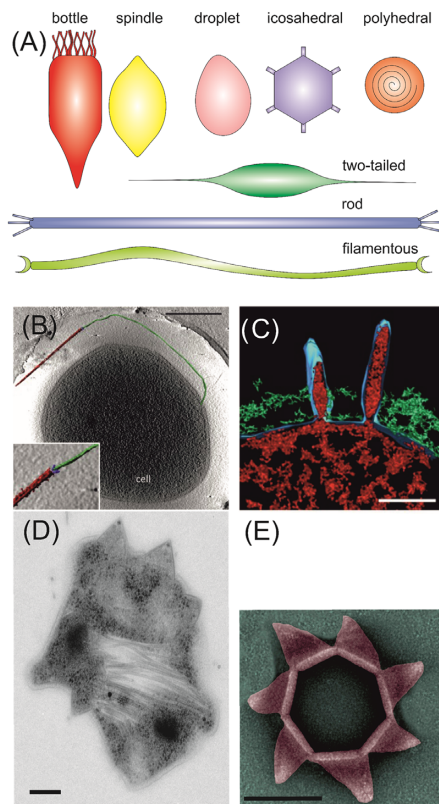 bottle spindle droplet icosahedral polyhedral
(A)
two-tailed
rod
filamentous
(B)
cell
(C)
(D)
(E)